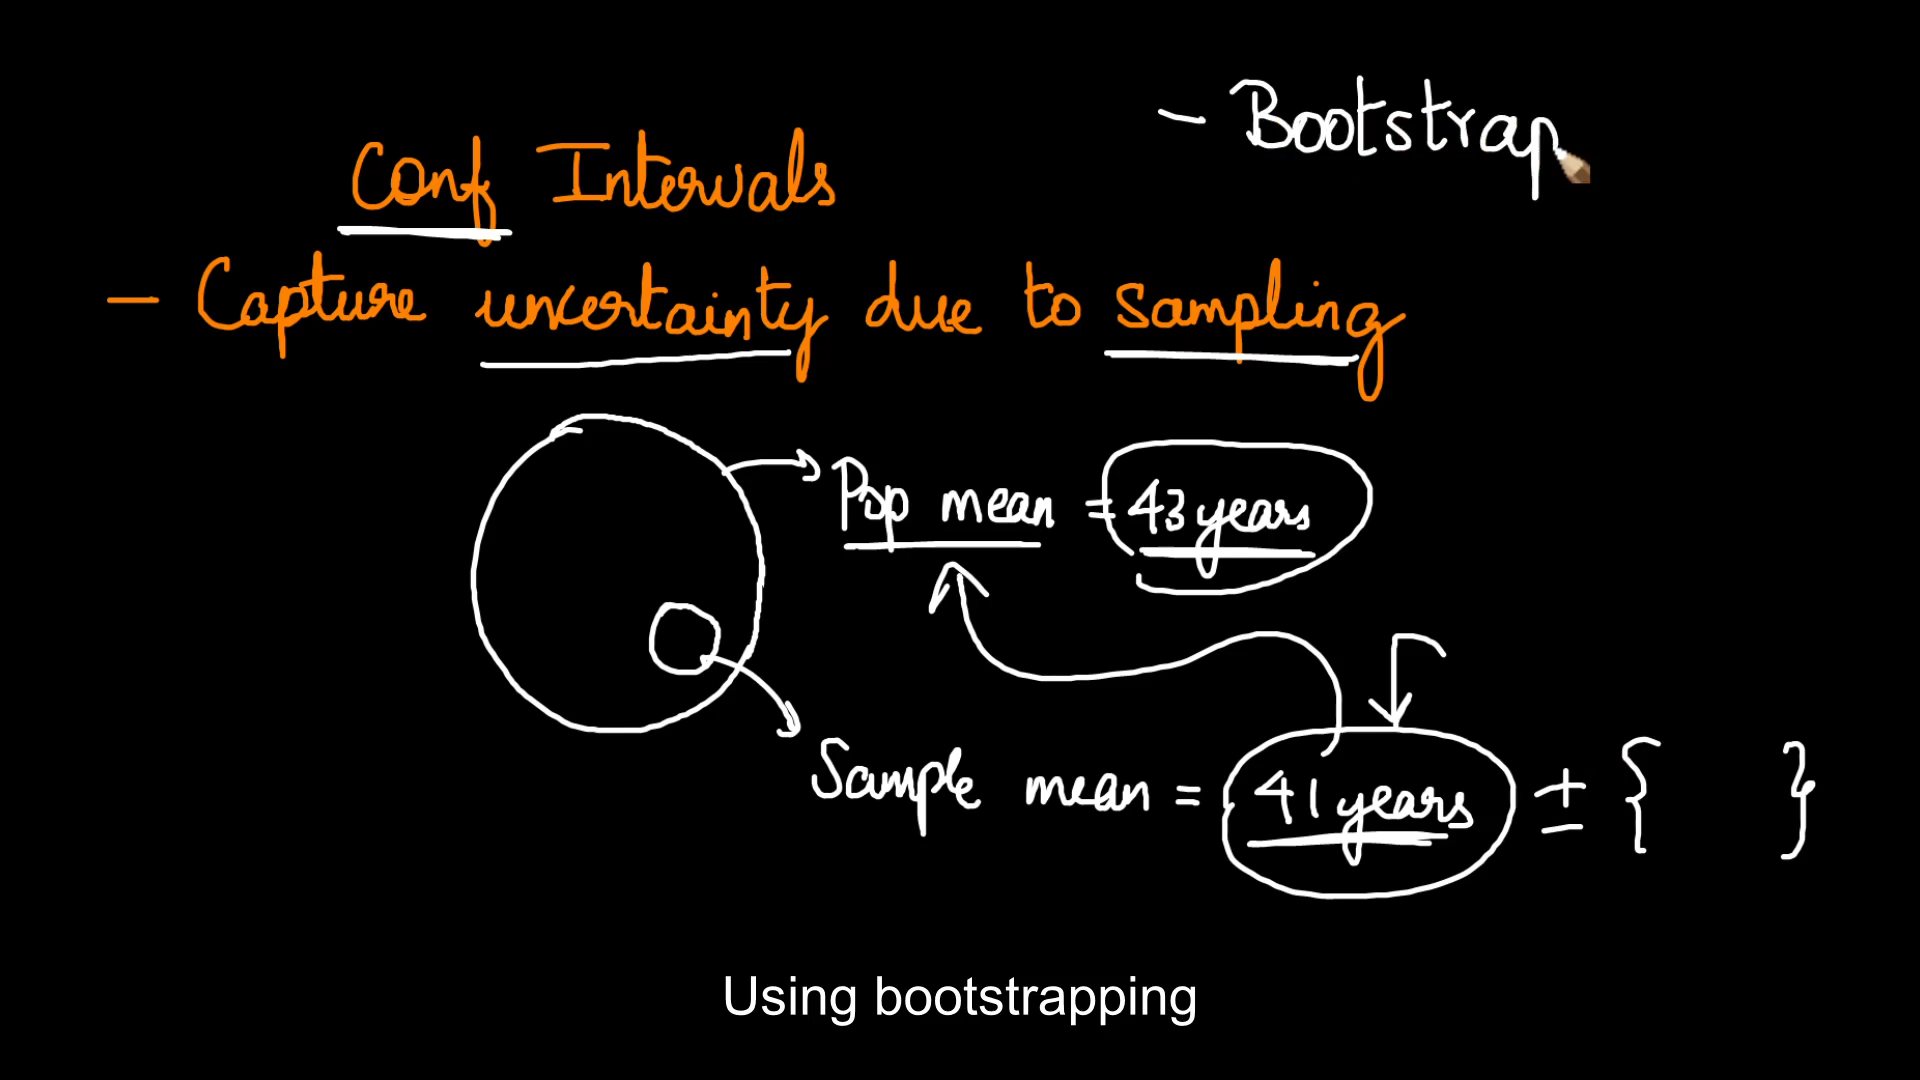 - Bootstrap
Conf Intervals
- Capture uncertainty due to sampling
Pop mean = 43 years
Sample mean = 41 years ± { }
Using bootstrapping